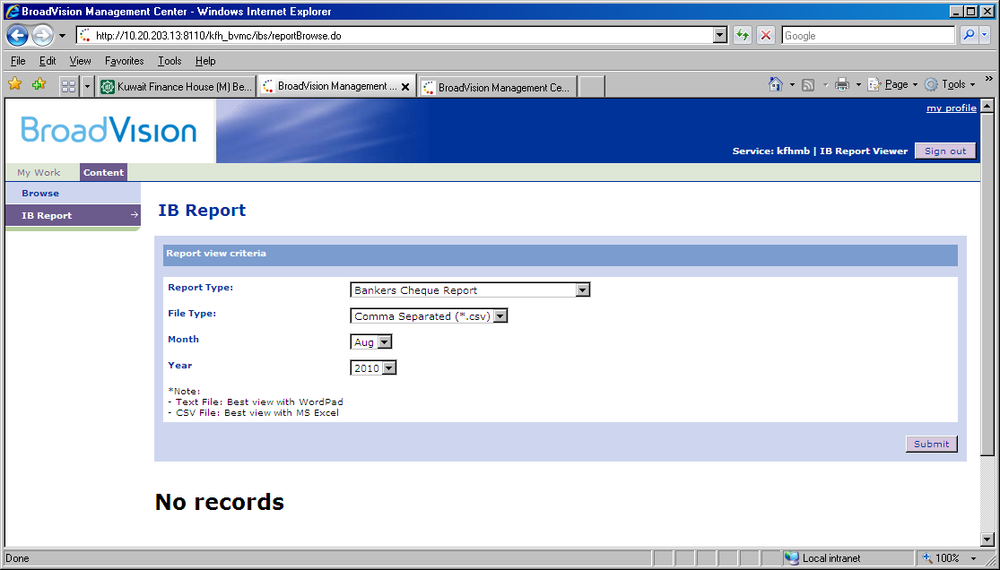 BroadVision Management Center - Windows Internet Explorer
http://10.20.203.13:8110/kfh_bvmc/ibs/reportBrowse.do
Google
File Edit View Favorites Tools Help
Kuwait Finance House (M) Be...
BroadVision Management ...
BroadVision Management Ce...
Page
Tools
»
BroadVision
my profile
Service: kfhmb | IB Report Viewer
Sign out
My Work
Content
Browse
IB Report
IB Report
Report view criteria
Report Type:
Bankers Cheque Report
File Type:
Comma Separated (*.csv)
Month
Aug
Year
2010
*Note:
- Text File: Best view with WordPad
- CSV File: Best view with MS Excel
Submit
No records
Done
Local intranet
100%